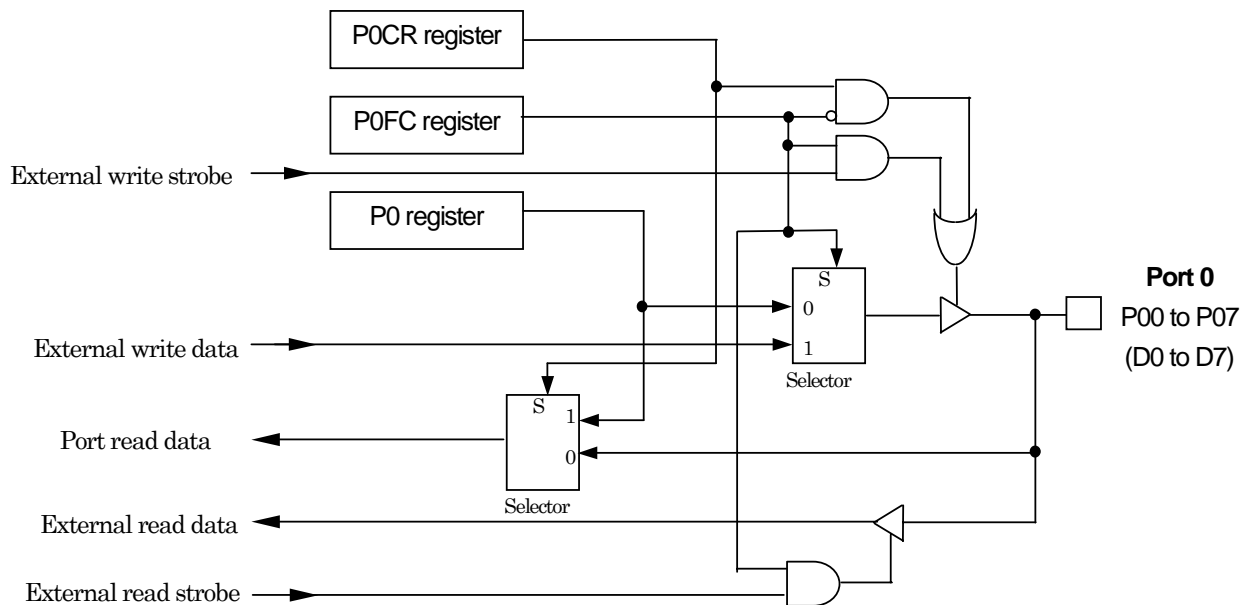 P0CR register
P0FC register
External write strobe
P0 register
S
0
1
Selector
Port 0
P00 to P07
(D0 to D7)
External write data
S
1
0
Selector
Port read data
External read data
External read strobe